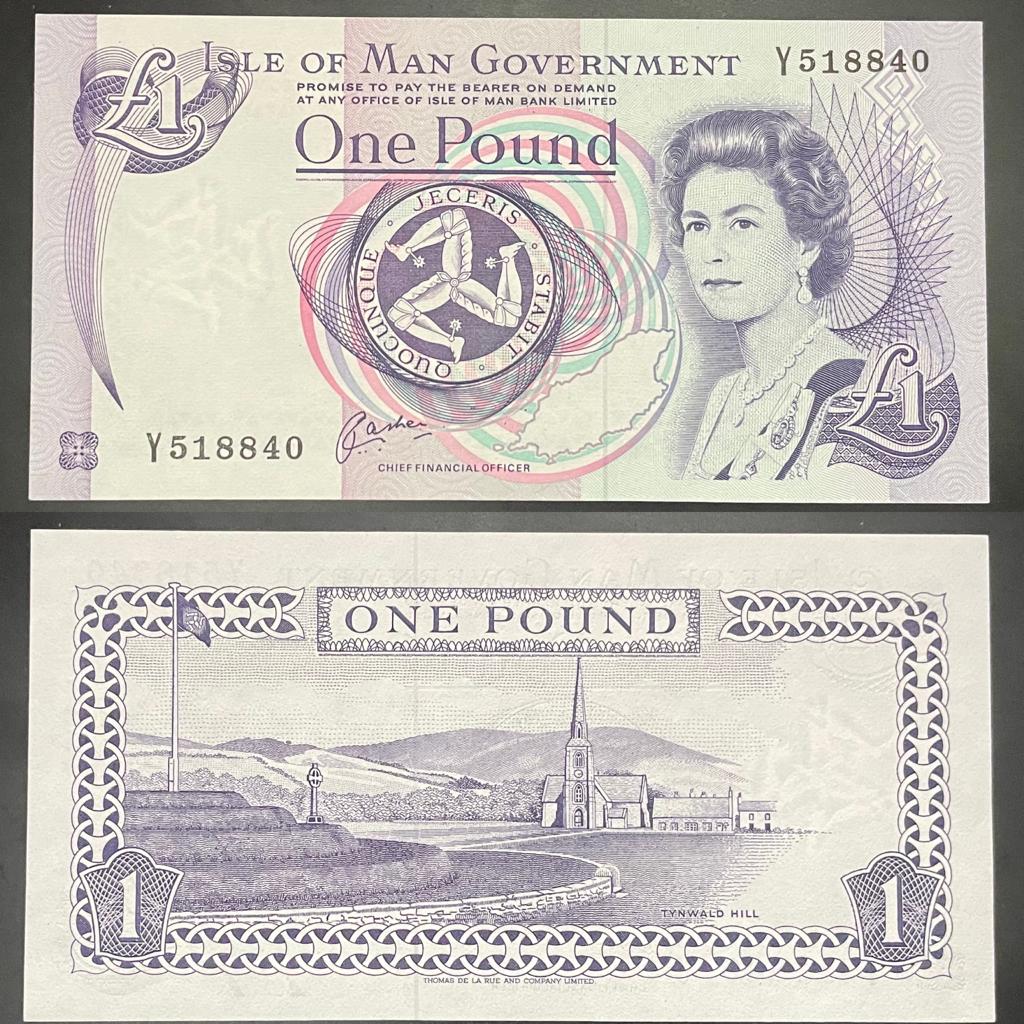 £1
ISLE OF MAN GOVERNMENT
Y518840
PROMISE TO PAY THE BEARER ON DEMAND
AT ANY OFFICE OF ISLE OF MAN BANK LIMITED
One Pound
QUOCUNQUE JECERIS STABIT
£1
Y518840
CHIEF FINANCIAL OFFICER
ONE POUND
1
1
TYNWALD HILL
THOMAS DE LA RUE AND COMPANY LIMITED.